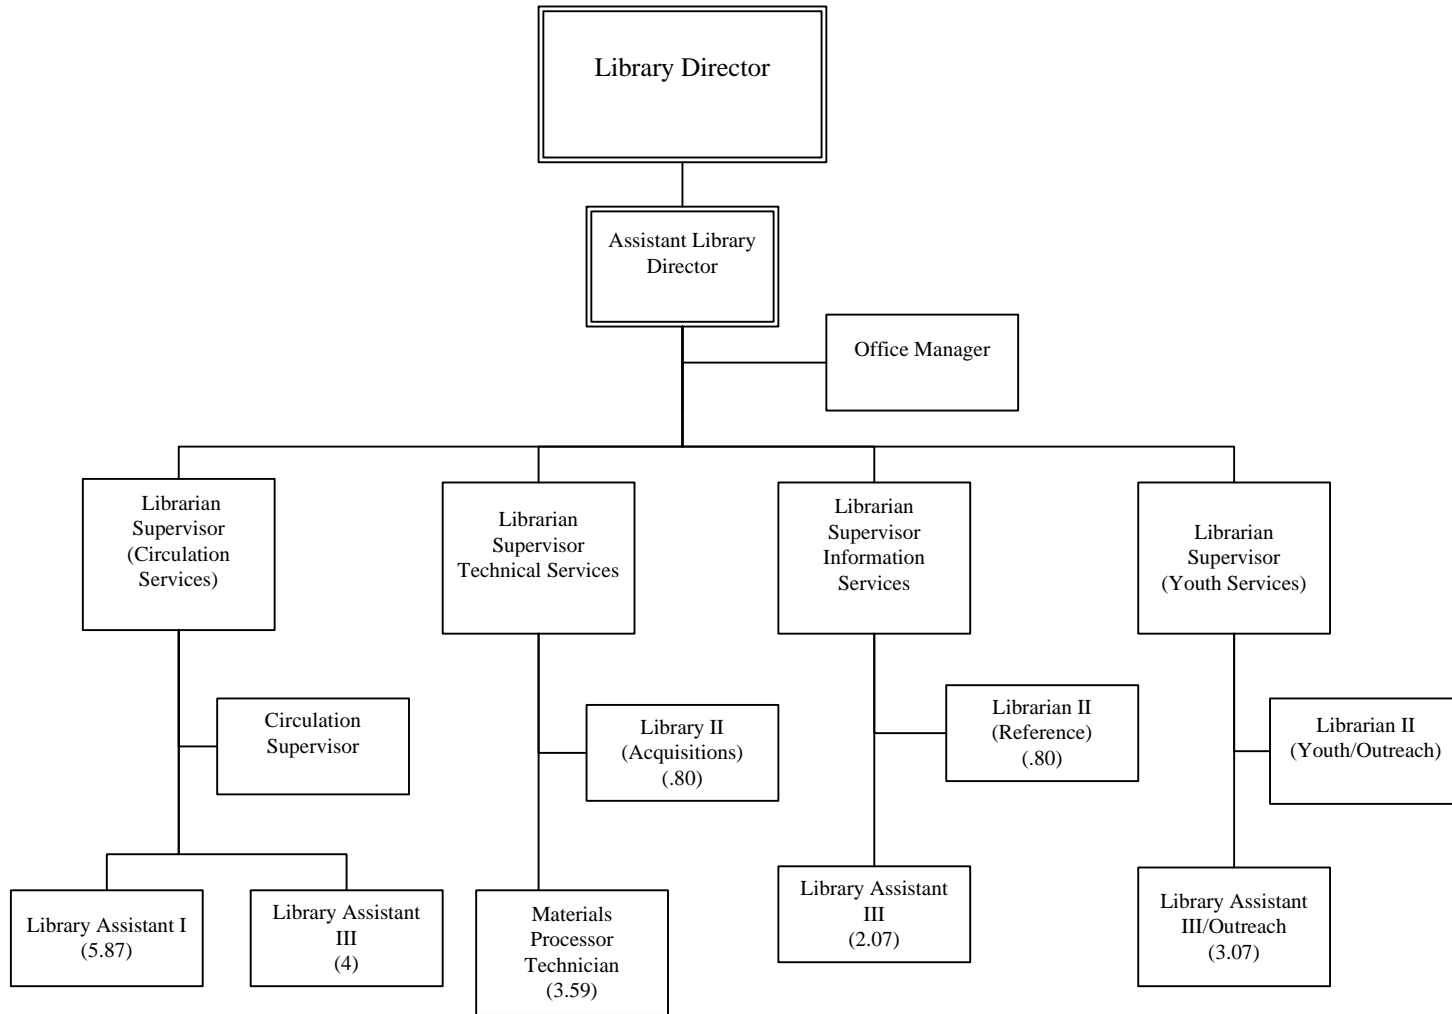 Library Director
Assistant Library
Director
Office Manager
Librarian
Supervisor
(Circulation
Services)
Librarian
Supervisor
Technical Services
Librarian
Supervisor
Information
Services
Librarian
Supervisor
(Youth Services)
Circulation
Supervisor
Library II
(Acquisitions)
(.80)
Librarian II
(Reference)
(.80)
Librarian II
(Youth/Outreach)
Library Assistant I
(5.87)
Library Assistant
III
(4)
Materials
Processor
Technician
(3.59)
Library Assistant
III
(2.07)
Library Assistant
III/Outreach
(3.07)